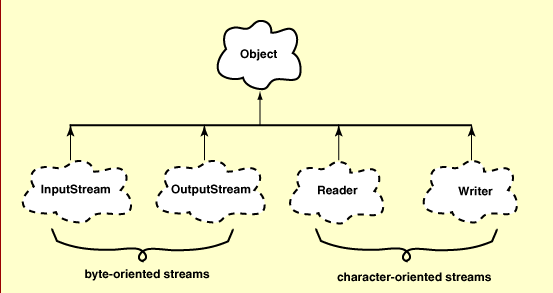 Object
InputStream
OutputStream
Reader
Writer
byte-oriented streams
character-oriented streams